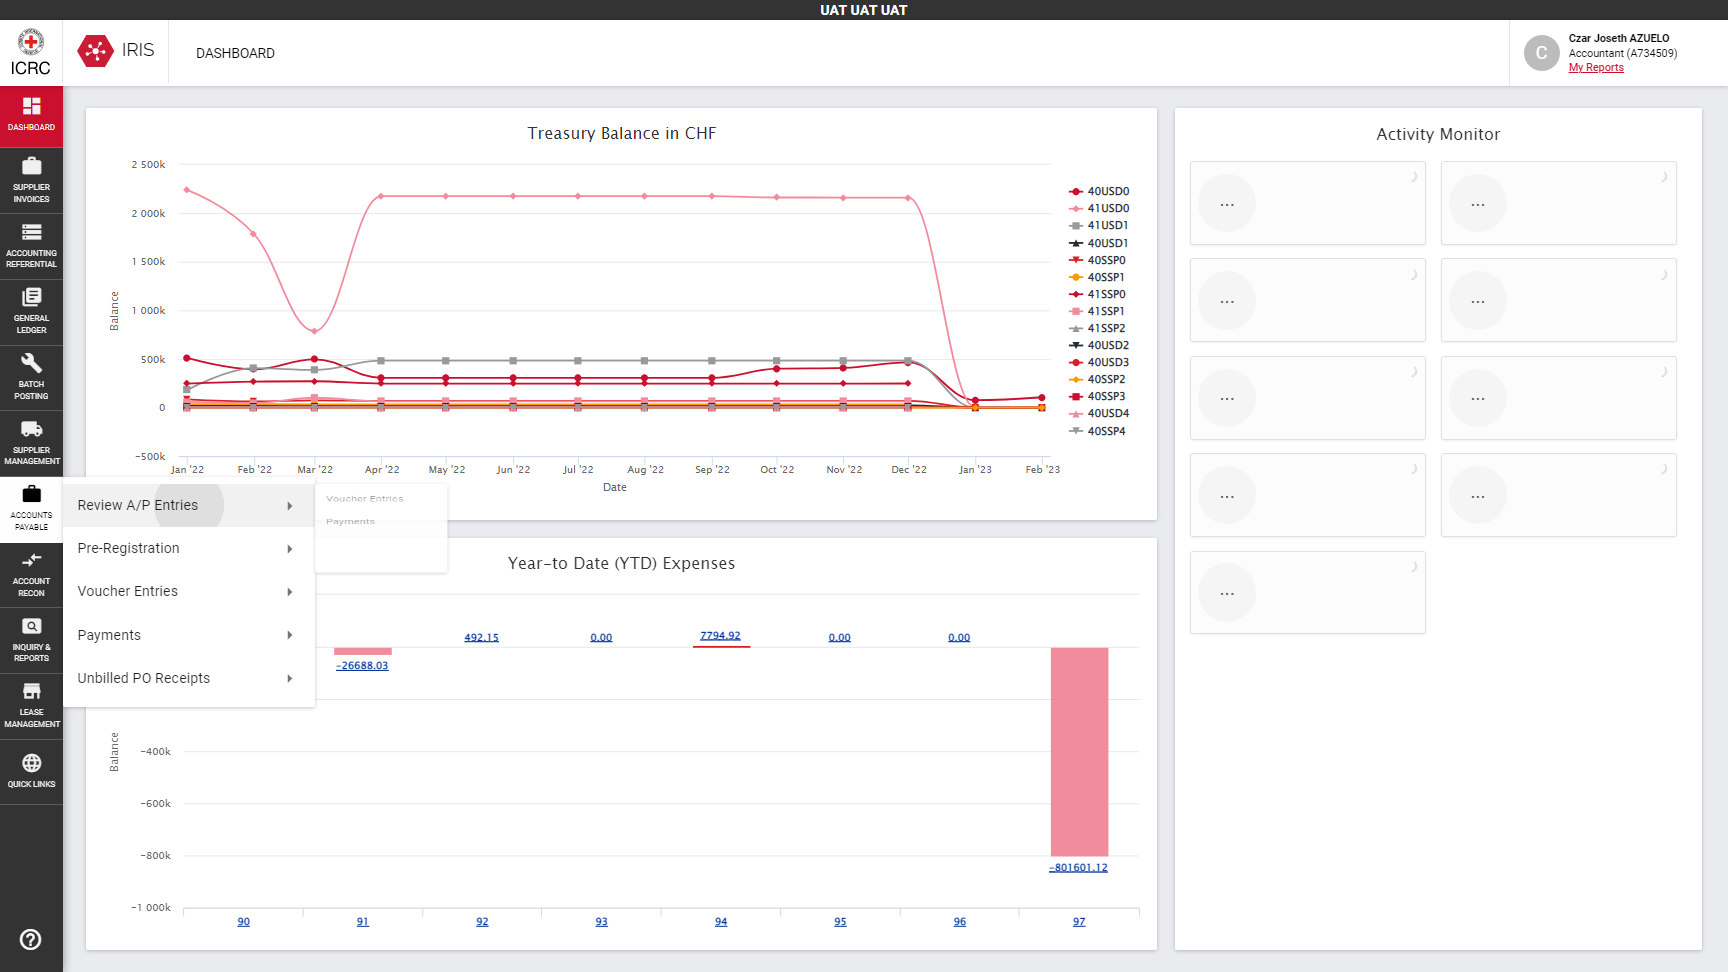 UAT UAT UAT
ICRC
IRIS
DASHBOARD
C
Czar Joseth AZUELO
Accountant (A734509)
My Reports
DASHBOARD
SUPPLIER
INVOICES
ACCOUNTING
REFERENTIAL
GENERAL
LEDGER
BATCH
POSTING
SUPPLIER
MANAGEMENT
ACCOUNTS
PAYABLE
ACCOUNT
RECON
INQUIRY &
REPORTS
LEASE
MANAGEMENT
QUICK LINKS
Treasury Balance in CHF
2 500k
2 000k
1 500k
1 000k
500k
0
-500k
Balance
Jan '22
Feb '22
Mar '22
Apr '22
May '22
Jun '22
Jul '22
Aug '22
Sep '22
Oct '22
Nov '22
Dec '22
Jan '23
Feb '23
Date
40USD0
41USD0
41USD1
40USD1
40SSP0
40SSP1
41SSP0
41SSP1
41SSP2
40USD2
40USD3
40SSP2
40SSP3
40USD4
40SSP4
Review A/P Entries
Pre-Registration
Voucher Entries
Payments
Unbilled PO Receipts
Voucher Entries
Payments
Year-to Date (YTD) Expenses
-26688.03
492.15
0.00
7794.92
0.00
0.00
-801601.12
Balance
-400k
-600k
-800k
-1 000k
90
91
92
93
94
95
96
97
Activity Monitor
...
...
...
...
...
...
...
...
...